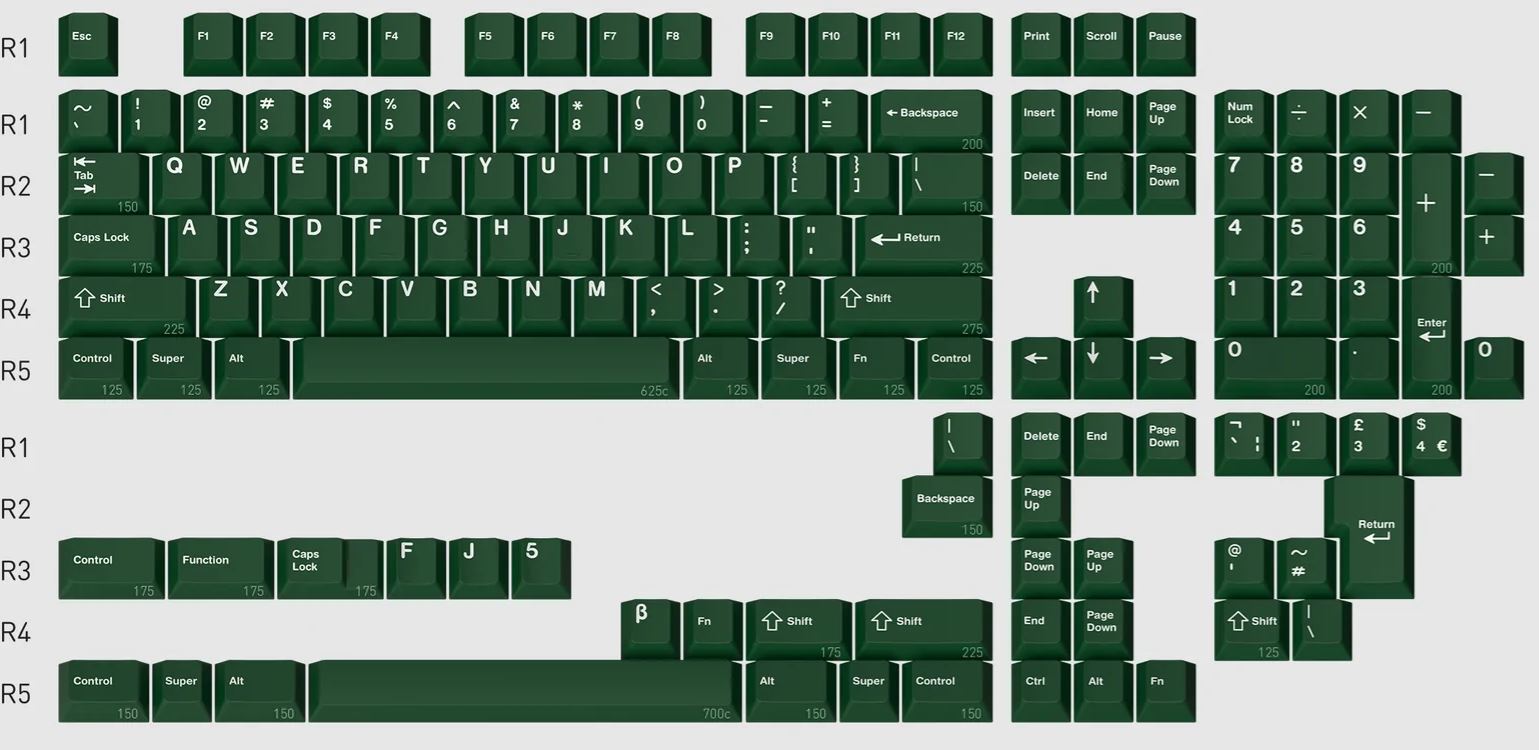 R1 Esc F1 F2 F3 F4 F5 F6 F7 F8 F9 F10 F11 F12 Print Scroll Pause
R1 ~ ! @ # $ % ^ & * ( ) — + ← Backspace Insert Home Page Num ÷ × −
` 1 2 3 4 5 6 7 8 9 0 - = 200 Up Lock
R2 ⇤ Q W E R T Y U I O P { } | Delete End Page 7 8 9 + −
Tab [ ] \ Down
⇥ 150 150
R3 Caps Lock A S D F G H J K L : " ↵ Return 4 5 6 +
175 ; ' 225 200
R4 ⇧ Shift Z X C V B N M < > ? ⇧ Shift ↑ 1 2 3 Enter
225 , . / 275 ↵
R5 Control Super Alt Alt Super Fn Control ← ↓ → 0 . 0
125 125 125 625c 125 125 125 125 200 200
R1 | Delete End Page ¬ " £ $
\ Down ` ¦ 2 3 4 €
R2 Backspace Page Return
150 Up ↵
R3 Control Function Caps F J 5 Page Page @ ~
175 175 Lock 175 Down Up ' #
R4 β Fn ⇧ Shift ⇧ Shift End Page ⇧ Shift |
175 225 Down 125 \
R5 Control Super Alt Alt Super Control Ctrl Alt Fn
150 150 700c 150 150